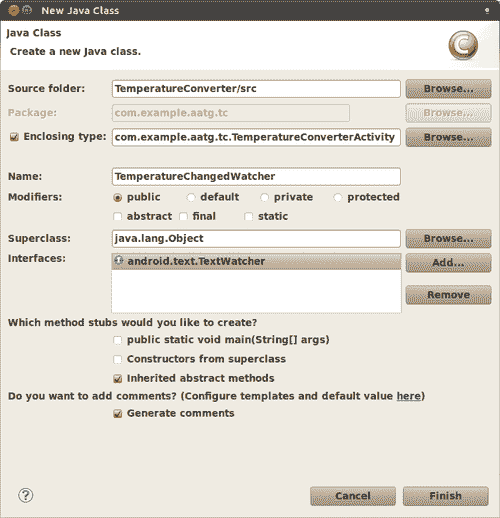 New Java Class
Java Class
Create a new Java class.
Source folder: TemperatureConverter/src Browse...
Package: com.example.aatg.tc Browse...
Enclosing type: com.example.aatg.tc.TemperatureConverterActivity Browse...
Name: TemperatureChangedWatcher
Modifiers: public default private protected
abstract final static
Superclass: java.lang.Object Browse...
Interfaces: android.text.TextWatcher Add...
Remove
Which method stubs would you like to create?
public static void main(String[] args)
Constructors from superclass
Inherited abstract methods
Do you want to add comments? (Configure templates and default value here)
Generate comments
? Cancel Finish